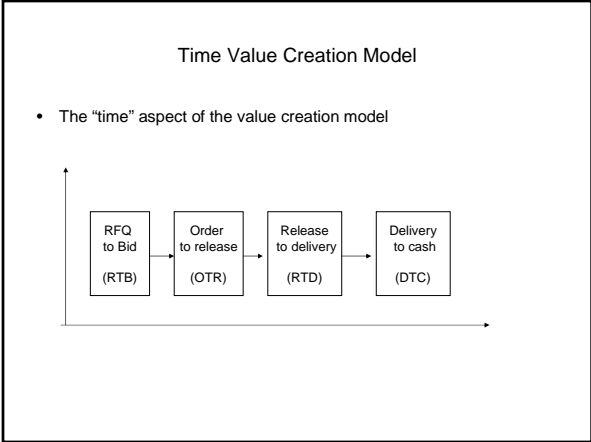 Time Value Creation Model
• The “time” aspect of the value creation model
RFQ
to Bid
(RTB)
Order
to release
(OTR)
Release
to delivery
(RTD)
Delivery
to cash
(DTC)